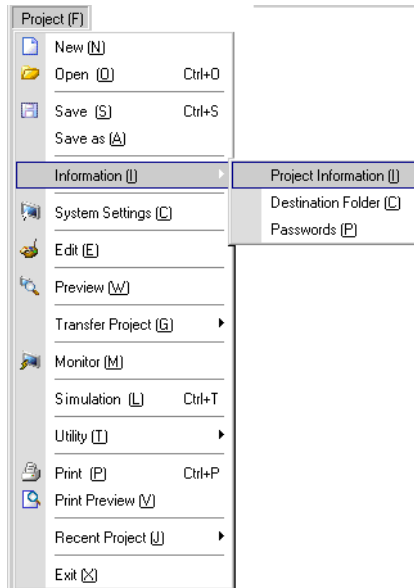 Project (F)
New (N)
Open (O) Ctrl+O
Save (S) Ctrl+S
Save as (A)
Information (I)
Project Information (I)
Destination Folder (C)
Passwords (P)
System Settings (C)
Edit (E)
Preview (W)
Transfer Project (G)
Monitor (M)
Simulation (L) Ctrl+T
Utility (T)
Print (P) Ctrl+P
Print Preview (V)
Recent Project (J)
Exit (X)